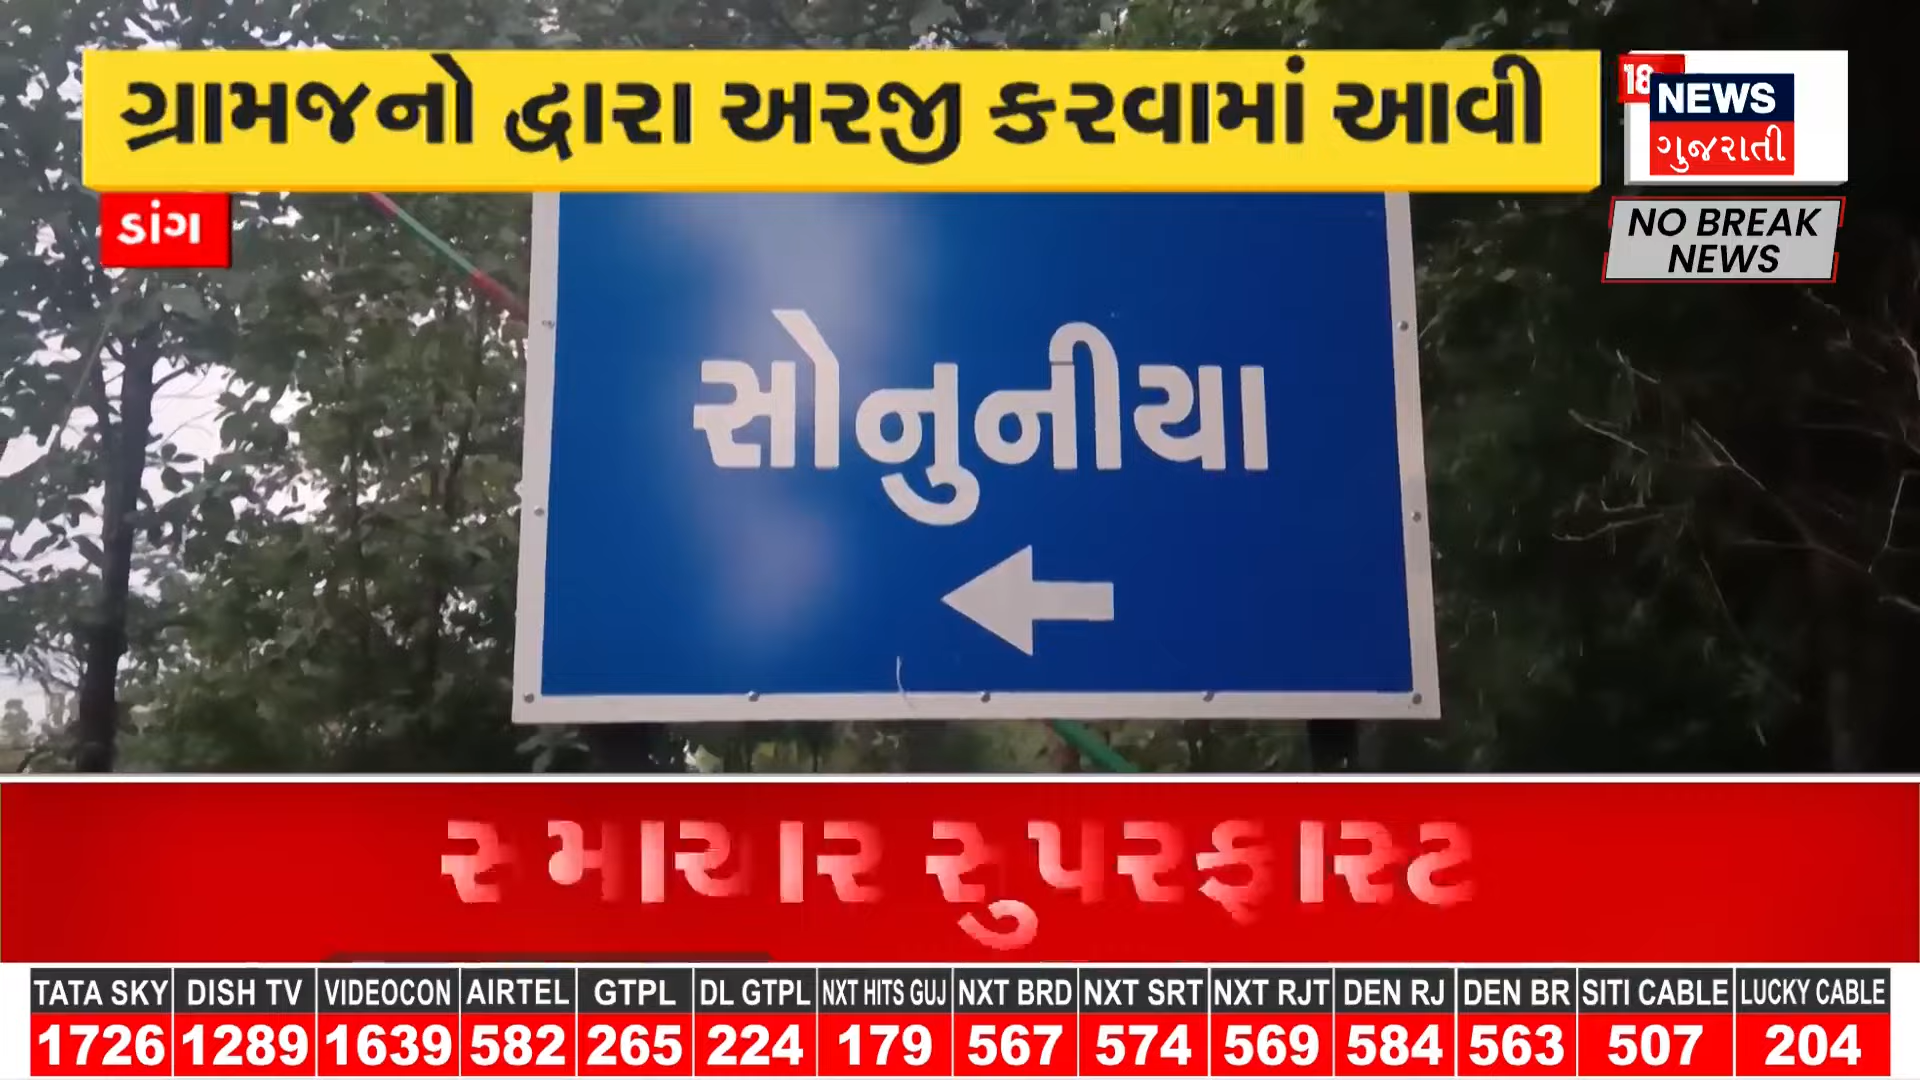 ગ્રામજનો દ્વારા અરજી કરવામાં આવી
18
NEWS
ગુજરાતી
ડાંગ
NO BREAK
NEWS
સોનુનીયા
સમાચાર સુપરફાસ્ટ
TATA SKY DISH TV VIDEOCON AIRTEL GTPL DL GTPL NXT HITS GUJ NXT BRD NXT SRT NXT RJT DEN RJ DEN BR SITI CABLE LUCKY CABLE
1726 1289 1639 582 265 224 179 567 574 569 584 563 507 204